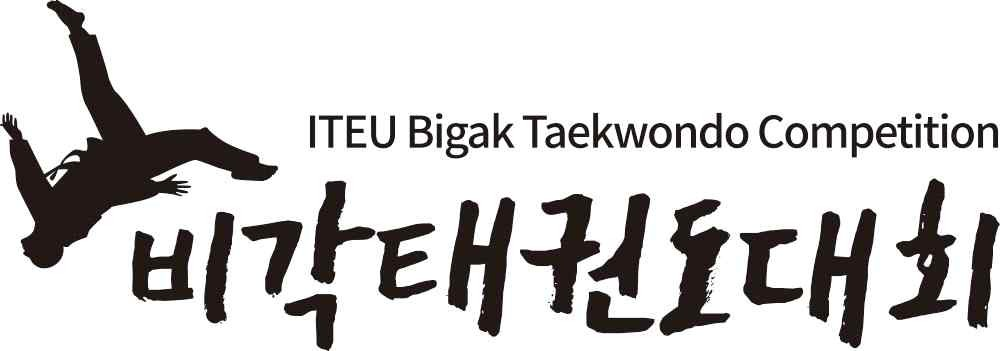 ITEU Bigak Taekwondo Competition
비각태권도대회